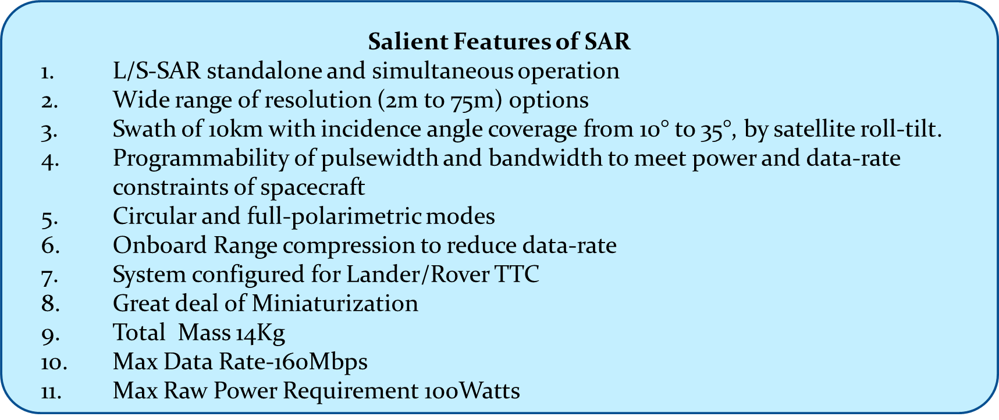 Salient Features of SAR
1. L/S-SAR standalone and simultaneous operation
2. Wide range of resolution (2m to 75m) options
3. Swath of 10km with incidence angle coverage from 10° to 35°, by satellite roll-tilt.
4. Programmability of pulsewidth and bandwidth to meet power and data-rate
constraints of spacecraft
5. Circular and full-polarimetric modes
6. Onboard Range compression to reduce data-rate
7. System configured for Lander/Rover TTC
8. Great deal of Miniaturization
9. Total Mass 14Kg
10. Max Data Rate-160Mbps
11. Max Raw Power Requirement 100Watts